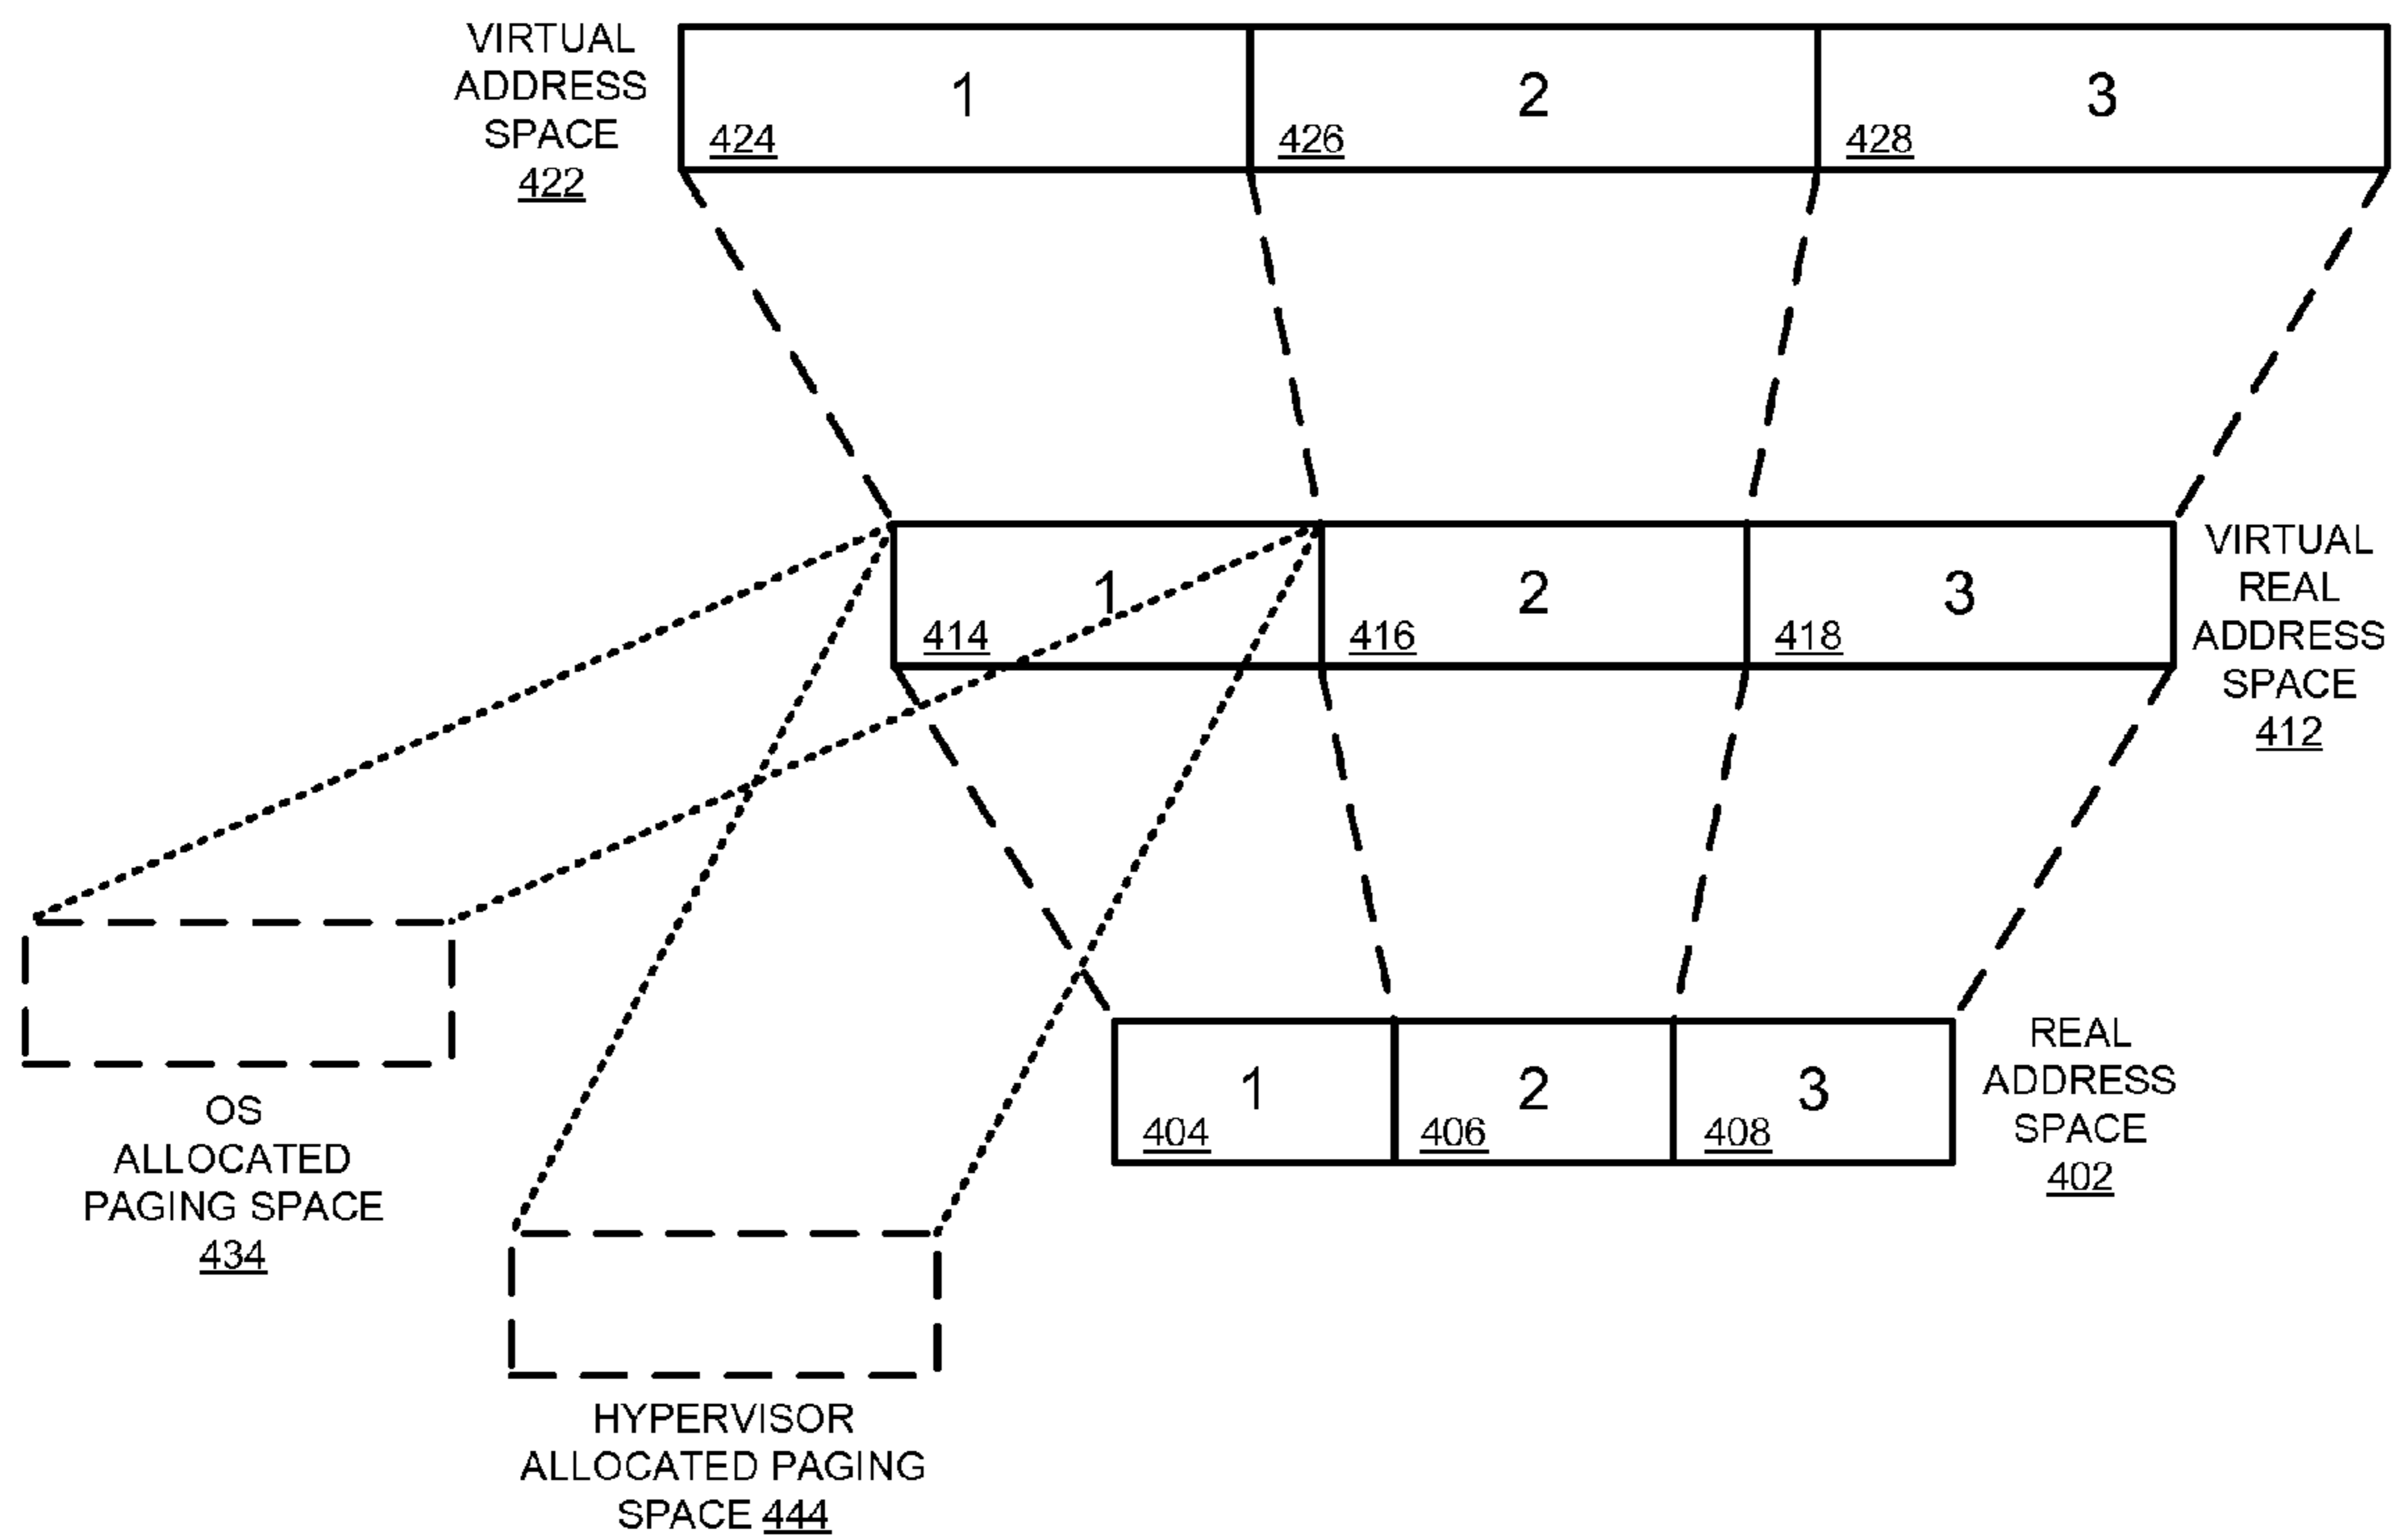 VIRTUAL
ADDRESS
SPACE
422
1
424
2
426
3
428
1
414
2
416
3
418
VIRTUAL
REAL
ADDRESS
SPACE
412
1
404
2
406
3
408
REAL
ADDRESS
SPACE
402
OS
ALLOCATED
PAGING SPACE
434
HYPERVISOR
ALLOCATED PAGING
SPACE 444